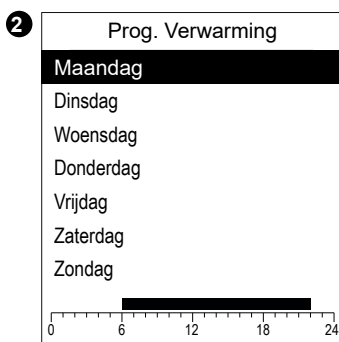 2
Prog. Verwarming
Maandag
Dinsdag
Woensdag
Donderdag
Vrijdag
Zaterdag
Zondag
0 6 12 18 24